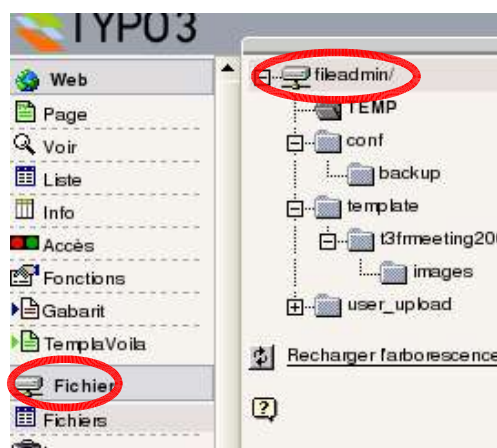 TYPO3
Web
Page
Voir
Liste
Info
Accès
Fonctions
Gabarit
TemplaVoila
Fichier
Fichiers
fileadmin/
TEMP
conf
backup
template
images
user_upload
Recharger l'arborescence
?